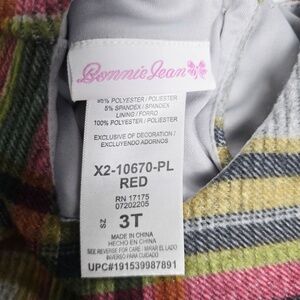 Bonnie Jean
95% POLYESTER / POLIESTER
5% SPANDEX / SPANDEX
LINING / FORRO
100% POLYESTER / POLIESTER
EXCLUSIVE OF DECORATION /
EXCLUYENDO ADORNOS
X2-10670-PL
RED
RN 17175
07202205
SZ 3T
MADE IN CHINA
HECHO EN CHINA
SEE REVERSE FOR CARE / MIRAR EL LADO
INVERSO PARA EL CUIDADO
UPC#191539987891